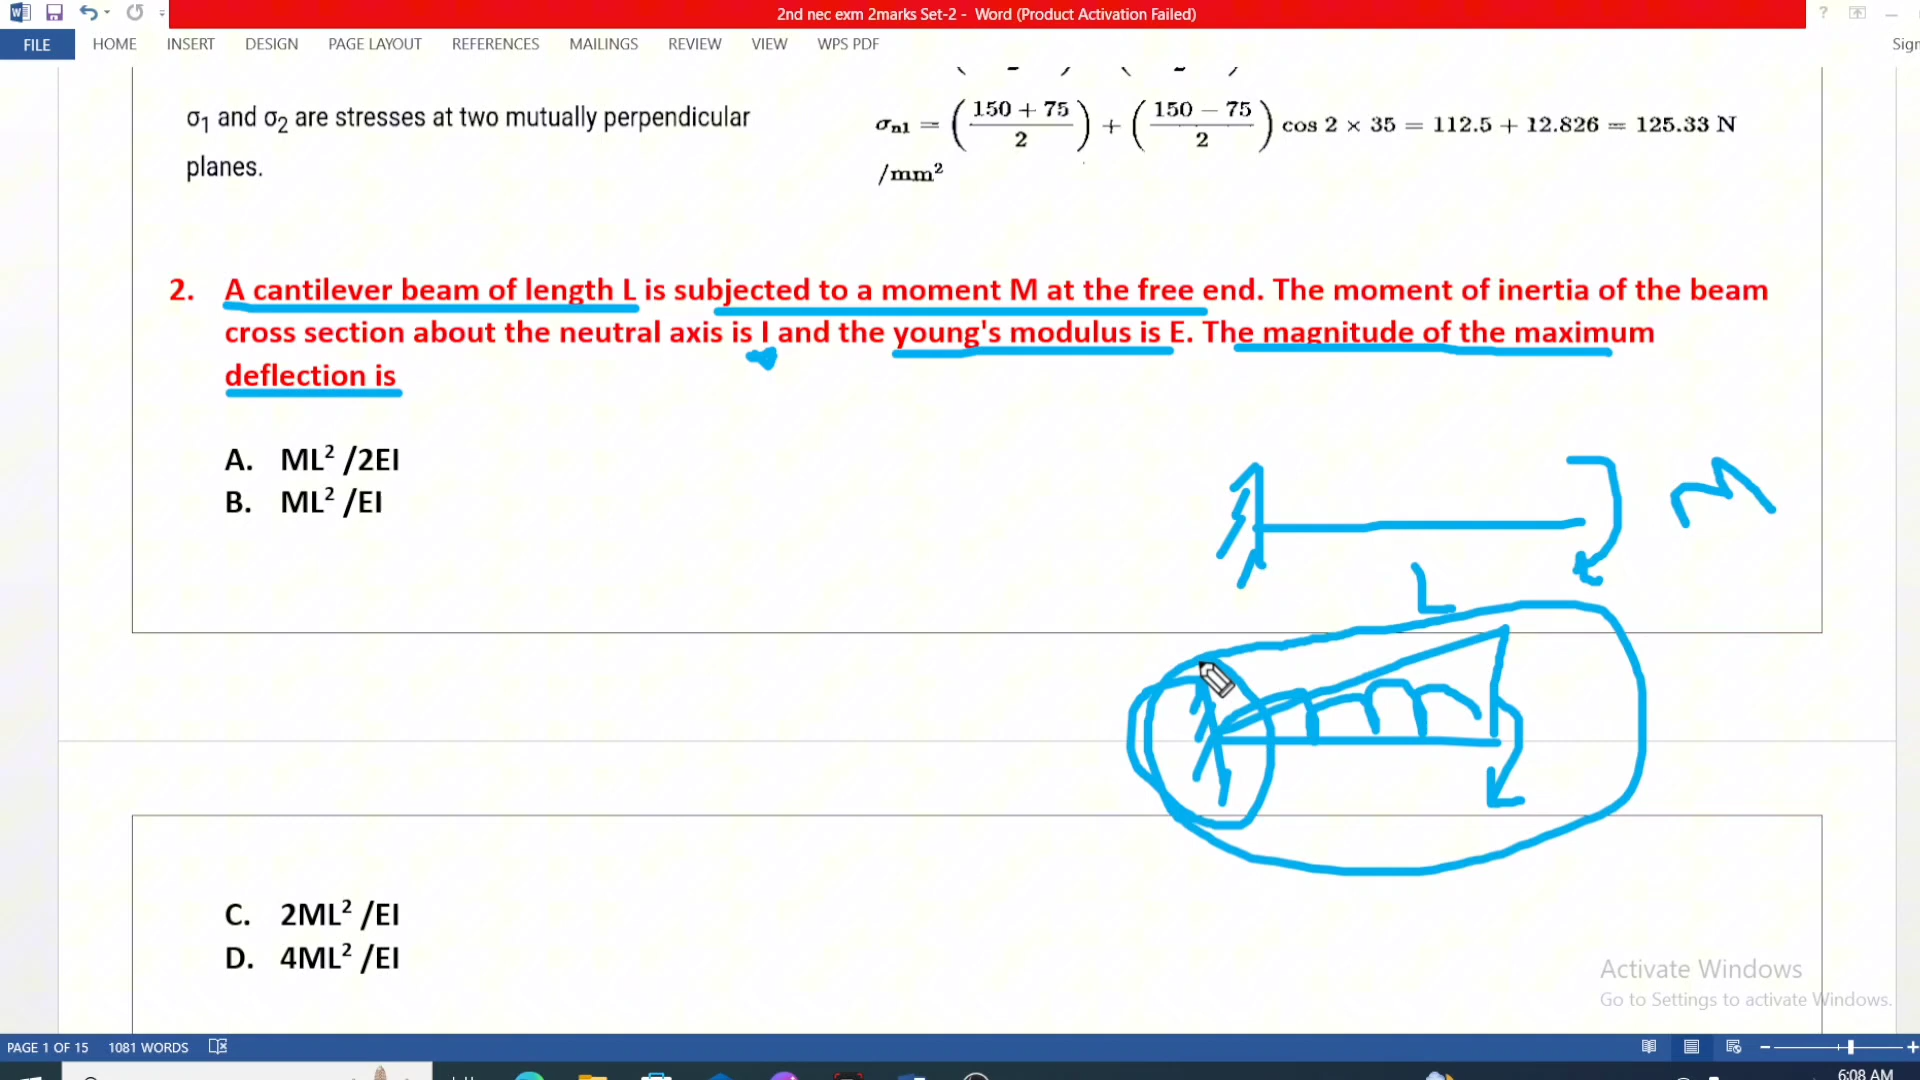 2nd nec exm 2marks Set-2 - Word (Product Activation Failed)
?
FILE HOME INSERT DESIGN PAGE LAYOUT REFERENCES MAILINGS REVIEW VIEW WPS PDF
Sign
σ1 and σ2 are stresses at two mutually perpendicular
planes.
σn1 = ((150 + 75)/2) + ((150 − 75)/2) cos 2 × 35 = 112.5 + 12.826 = 125.33 N
/mm²
2. A cantilever beam of length L is subjected to a moment M at the free end. The moment of inertia of the beam
cross section about the neutral axis is I and the young's modulus is E. The magnitude of the maximum
deflection is
A. ML² /2EI
B. ML² /EI
M
L
C. 2ML² /EI
D. 4ML² /EI
Activate Windows
Go to Settings to activate Windows.
PAGE 1 OF 15 1081 WORDS
6:08 AM